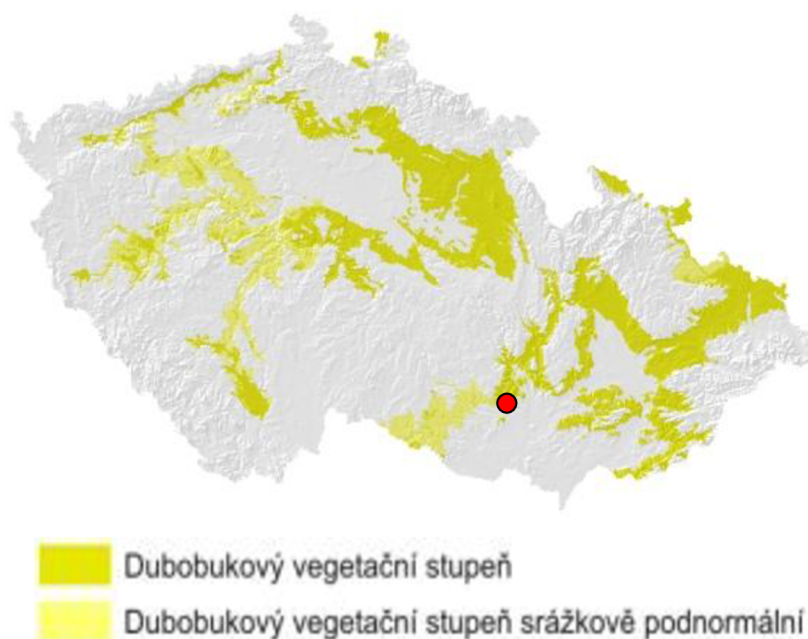 Dubobukový vegetační stupeň
Dubobukový vegetační stupeň srážkově podnormální